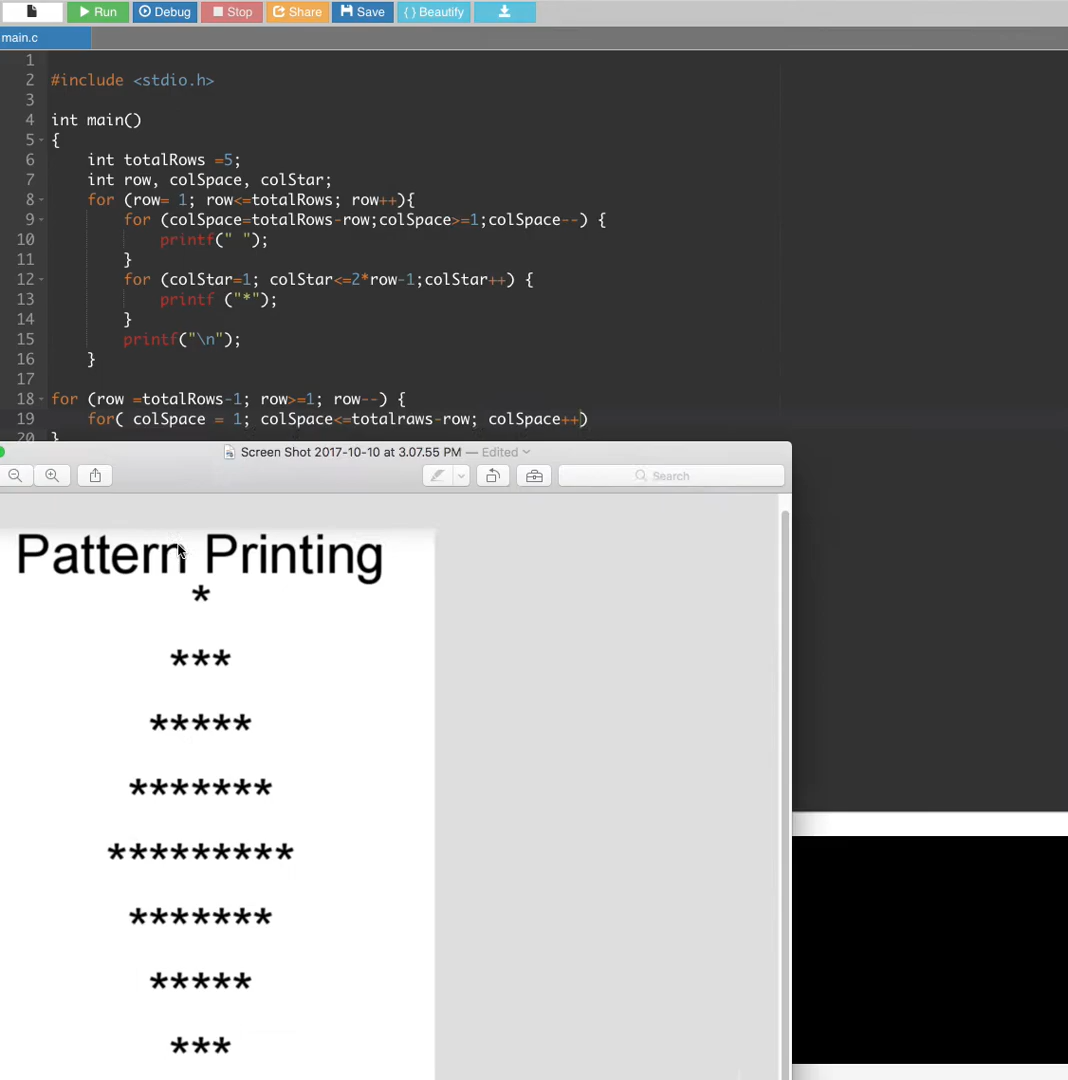 Run Debug Stop Share Save { } Beautify
main.c
1
2 #include <stdio.h>
3
4 int main()
5 {
6 int totalRows =5;
7 int row, colSpace, colStar;
8 for (row= 1; row<=totalRows; row++){
9 for (colSpace=totalRows-row;colSpace>=1;colSpace--) {
10 printf(" ");
11 }
12 for (colStar=1; colStar<=2*row-1;colStar++) {
13 printf ("*");
14 }
15 printf("\n");
16 }
17
18 for (row =totalRows-1; row>=1; row--) {
19 for( colSpace = 1; colSpace<=totalraws-row; colSpace++)
20 }
Screen Shot 2017-10-10 at 3.07.55 PM — Edited
Search
Pattern Printing
*
***
*****
*******
*********
*******
*****
***